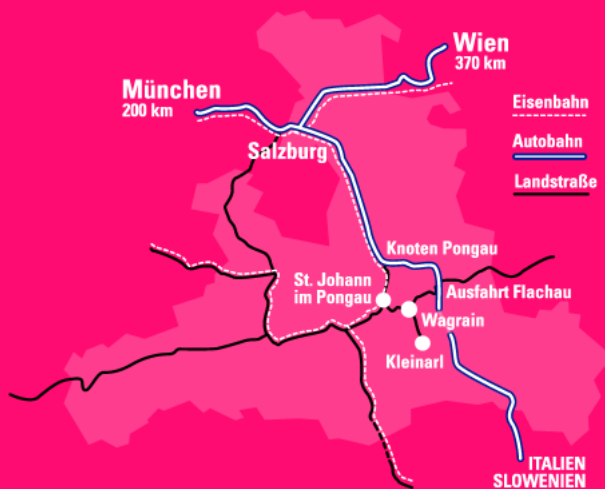 Wien
370 km
München
200 km
Eisenbahn
Autobahn
Salzburg
Landstraße
Knoten Pongau
St. Johann
im Pongau
Ausfahrt Flachau
Wagrain
Kleinarl
ITALIEN
SLOWENIEN